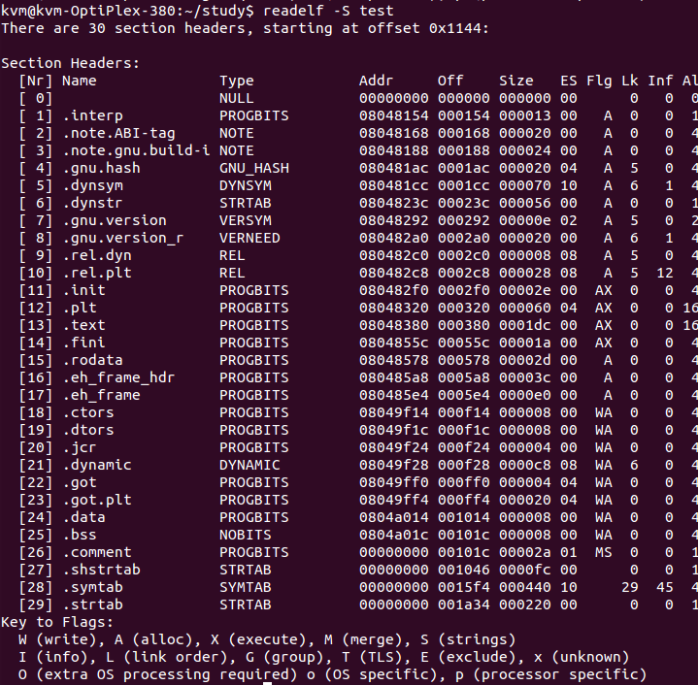 kvm@kvm-OptiPlex-380:~/study$ readelf -S test
There are 30 section headers, starting at offset 0x1144:

Section Headers:
  [Nr] Name              Type            Addr     Off    Size   ES Flg Lk Inf Al
  [ 0]                   NULL            00000000 000000 000000 00      0   0  0
  [ 1] .interp           PROGBITS        08048154 000154 000013 00   A  0   0  1
  [ 2] .note.ABI-tag     NOTE            08048168 000168 000020 00   A  0   0  4
  [ 3] .note.gnu.build-i NOTE            08048188 000188 000024 00   A  0   0  4
  [ 4] .gnu.hash         GNU_HASH        080481ac 0001ac 000020 04   A  5   0  4
  [ 5] .dynsym           DYNSYM          080481cc 0001cc 000070 10   A  6   1  4
  [ 6] .dynstr           STRTAB          0804823c 00023c 000056 00   A  0   0  1
  [ 7] .gnu.version      VERSYM          08048292 000292 00000e 02   A  5   0  2
  [ 8] .gnu.version_r    VERNEED         080482a0 0002a0 000020 00   A  6   1  4
  [ 9] .rel.dyn          REL             080482c0 0002c0 000008 08   A  5   0  4
  [10] .rel.plt          REL             080482c8 0002c8 000028 08   A  5  12  4
  [11] .init             PROGBITS        080482f0 0002f0 00002e 00  AX  0   0  4
  [12] .plt              PROGBITS        08048320 000320 000060 04  AX  0   0 16
  [13] .text             PROGBITS        08048380 000380 0001dc 00  AX  0   0 16
  [14] .fini             PROGBITS        0804855c 00055c 00001a 00  AX  0   0  4
  [15] .rodata           PROGBITS        08048578 000578 00002d 00   A  0   0  4
  [16] .eh_frame_hdr     PROGBITS        080485a8 0005a8 00003c 00   A  0   0  4
  [17] .eh_frame         PROGBITS        080485e4 0005e4 0000e0 00   A  0   0  4
  [18] .ctors            PROGBITS        08049f14 000f14 000008 00  WA  0   0  4
  [19] .dtors            PROGBITS        08049f1c 000f1c 000008 00  WA  0   0  4
  [20] .jcr              PROGBITS        08049f24 000f24 000004 00  WA  0   0  4
  [21] .dynamic          DYNAMIC         08049f28 000f28 0000c8 08  WA  6   0  4
  [22] .got              PROGBITS        08049ff0 000ff0 000004 04  WA  0   0  4
  [23] .got.plt          PROGBITS        08049ff4 000ff4 000020 04  WA  0   0  4
  [24] .data             PROGBITS        0804a014 001014 000008 00  WA  0   0  4
  [25] .bss              NOBITS          0804a01c 00101c 000008 00  WA  0   0  4
  [26] .comment          PROGBITS        00000000 00101c 00002a 01  MS  0   0  1
  [27] .shstrtab         STRTAB          00000000 001046 0000fc 00      0   0  1
  [28] .symtab           SYMTAB          00000000 0015f4 000440 10     29  45  4
  [29] .strtab           STRTAB          00000000 001a34 000220 00      0   0  1
Key to Flags:
  W (write), A (alloc), X (execute), M (merge), S (strings)
  I (info), L (link order), G (group), T (TLS), E (exclude), x (unknown)
  O (extra OS processing required) o (OS specific), p (processor specific)